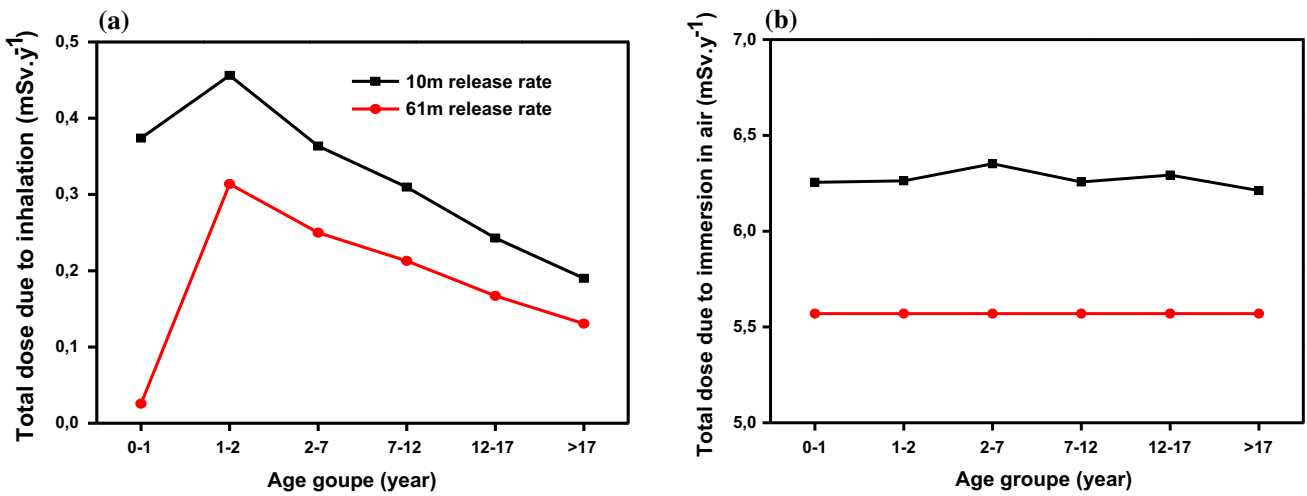 (a)
Total dose due to inhalation (mSv.y⁻¹)
0,5
0,4
0,3
0,2
0,1
0,0
10m release rate
61m release rate
0-1 1-2 2-7 7-12 12-17 >17
Age goupe (year)
(b)
Total dose due to immersion in air (mSv.y⁻¹)
7,0
6,5
6,0
5,5
5,0
0-1 1-2 2-7 7-12 12-17 >17
Age groupe (year)